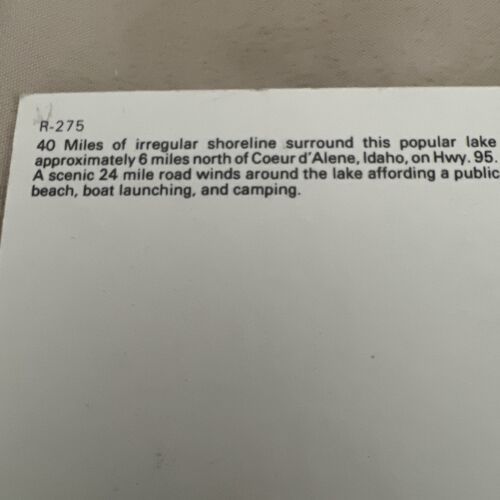 R-275
40 Miles of irregular shoreline surround this popular lake
approximately 6 miles north of Coeur d'Alene, Idaho, on Hwy. 95.
A scenic 24 mile road winds around the lake affording a public
beach, boat launching, and camping.